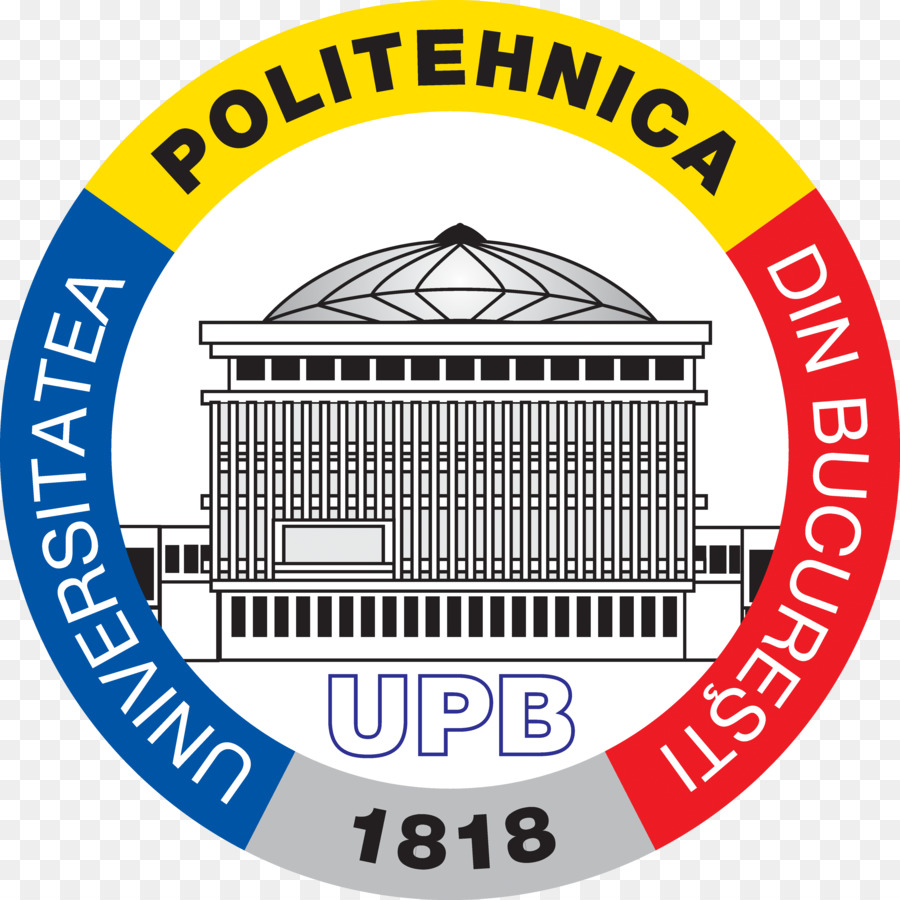 UNIVERSITATEA
POLITEHNICA
DIN BUCUREŞTI
UPB
1818